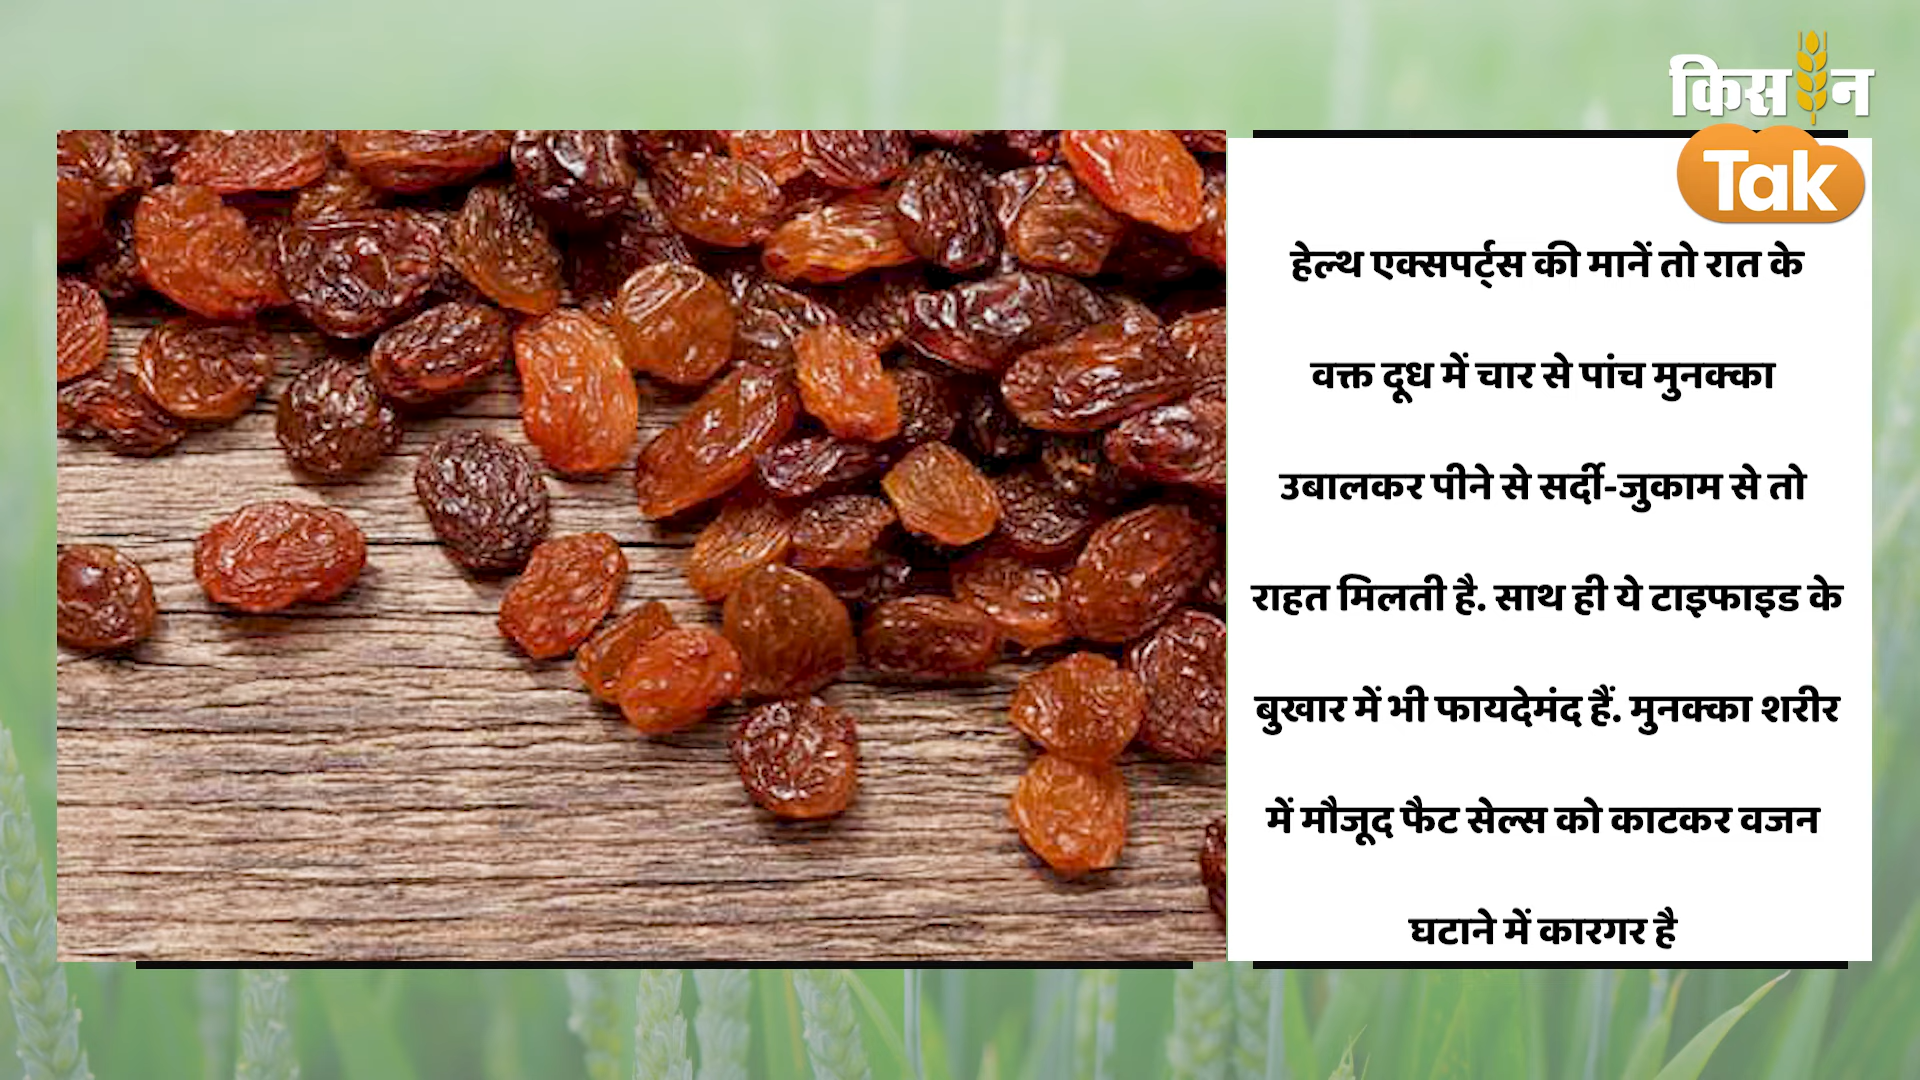 किसान
Tak
हेल्थ एक्सपर्ट्स की मानें तो रात के
वक्त दूध में चार से पांच मुनक्का
उबालकर पीने से सर्दी-जुकाम से तो
राहत मिलती है. साथ ही ये टाइफाइड के
बुखार में भी फायदेमंद हैं. मुनक्का शरीर
में मौजूद फैट सेल्स को काटकर वजन
घटाने में कारगर है